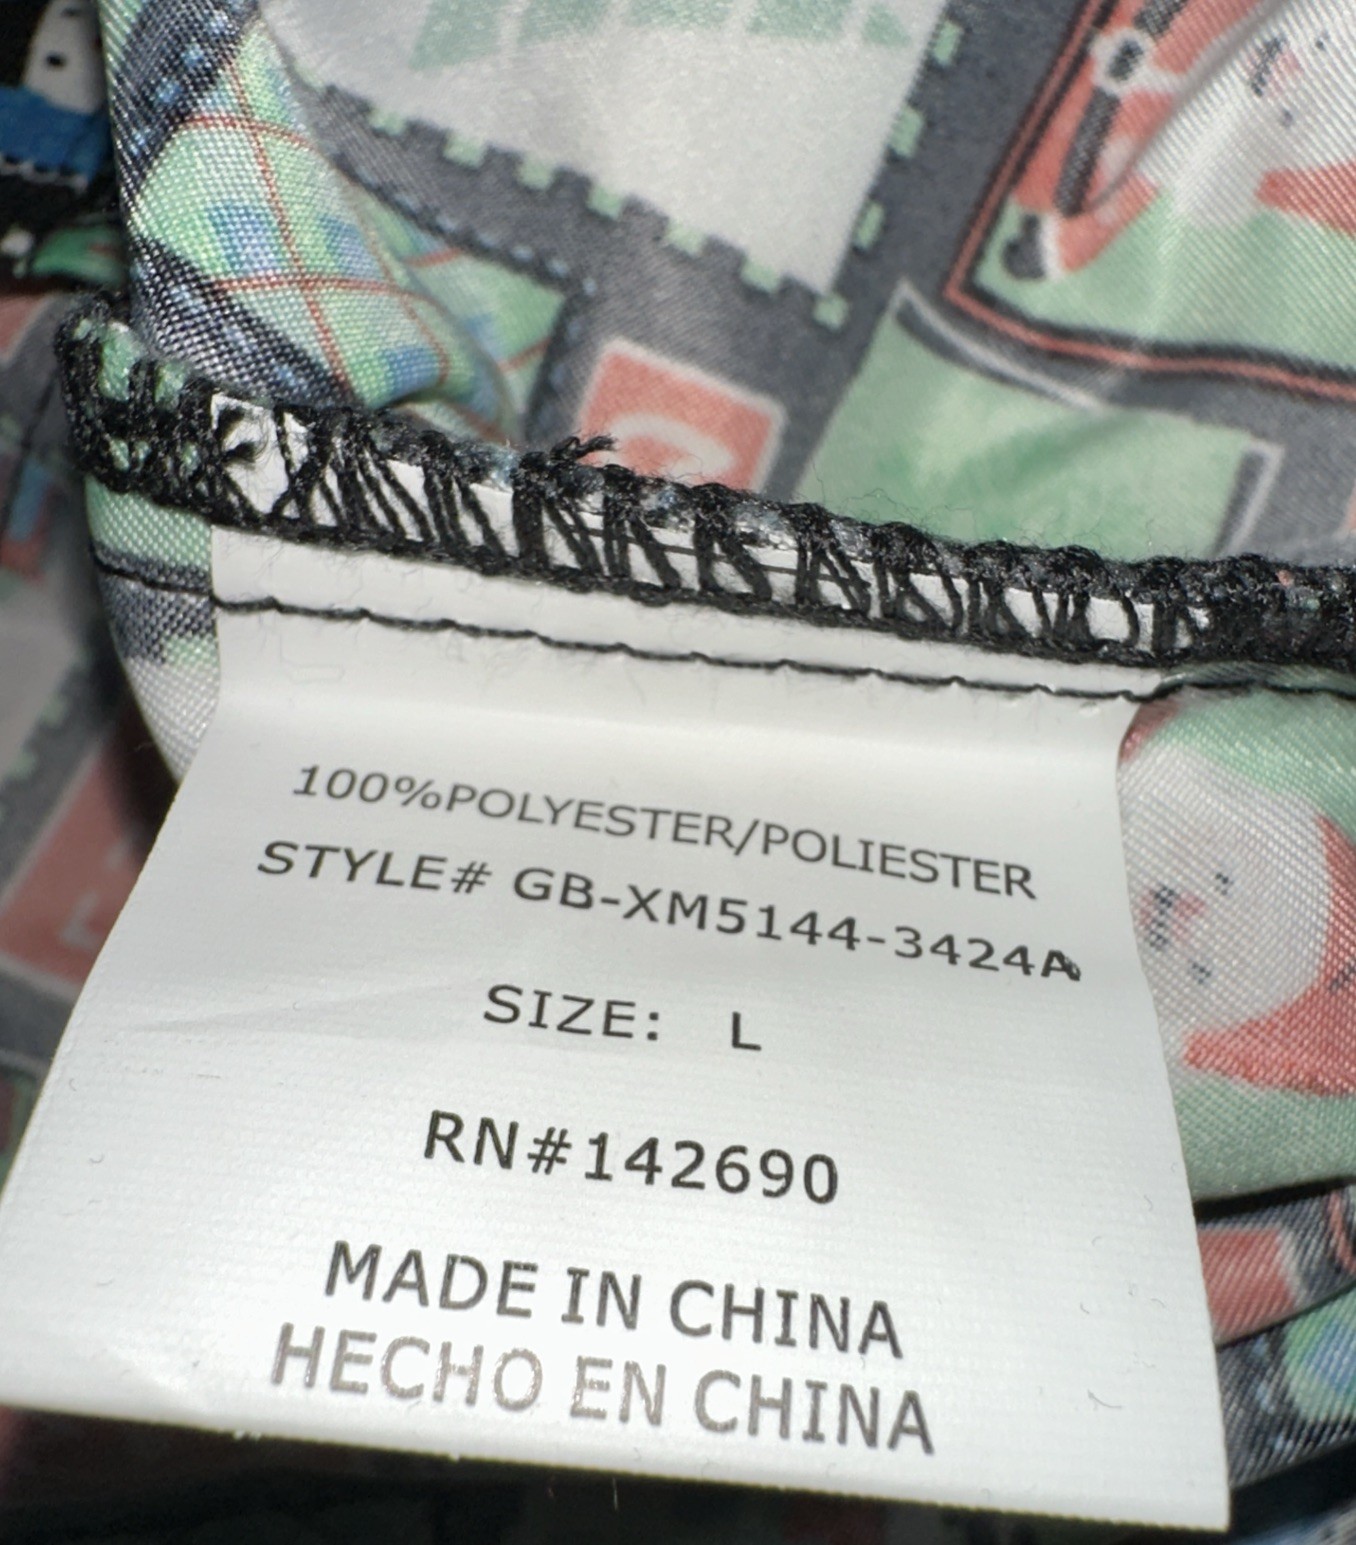 100%POLYESTER/POLIESTER
STYLE# GB-XM5144-3424A
SIZE: L
RN#142690
MADE IN CHINA
HECHO EN CHINA